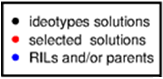 ideotypes solutions
selected solutions
RILs and/or parents